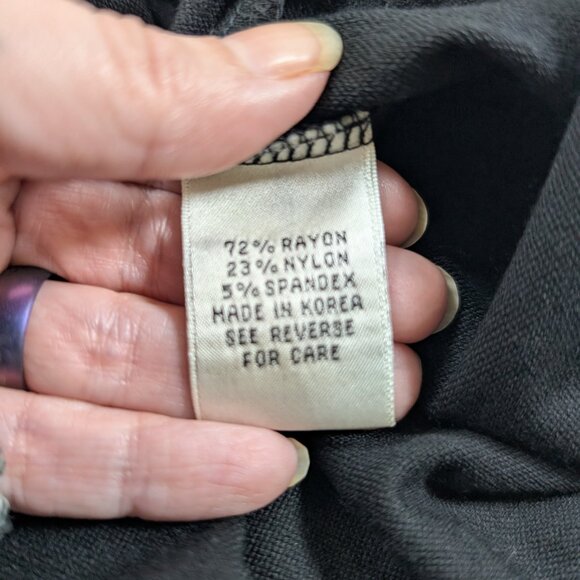 72% RAYON
23% NYLON
5% SPANDEX
MADE IN KOREA
SEE REVERSE
FOR CARE